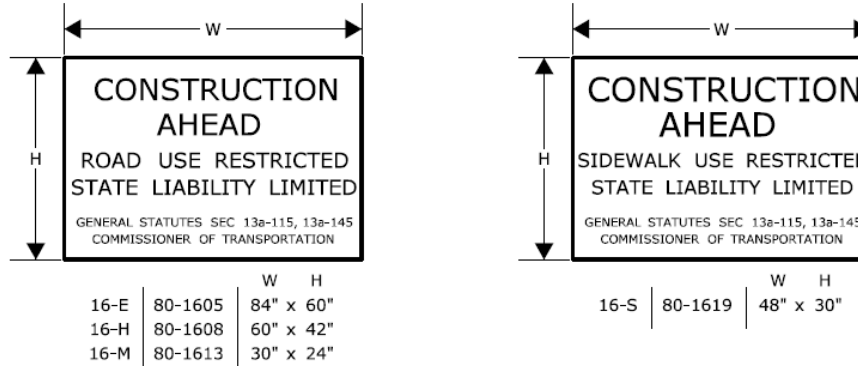 W
H
CONSTRUCTION
AHEAD
ROAD USE RESTRICTED
STATE LIABILITY LIMITED
GENERAL STATUTES SEC 13a-115, 13a-145
COMMISSIONER OF TRANSPORTATION
W H
16-E 80-1605 84" x 60"
16-H 80-1608 60" x 42"
16-M 80-1613 30" x 24"
W
H
CONSTRUCTION
AHEAD
SIDEWALK USE RESTRICTED
STATE LIABILITY LIMITED
GENERAL STATUTES SEC 13a-115, 13a-145
COMMISSIONER OF TRANSPORTATION
W H
16-S 80-1619 48" x 30"